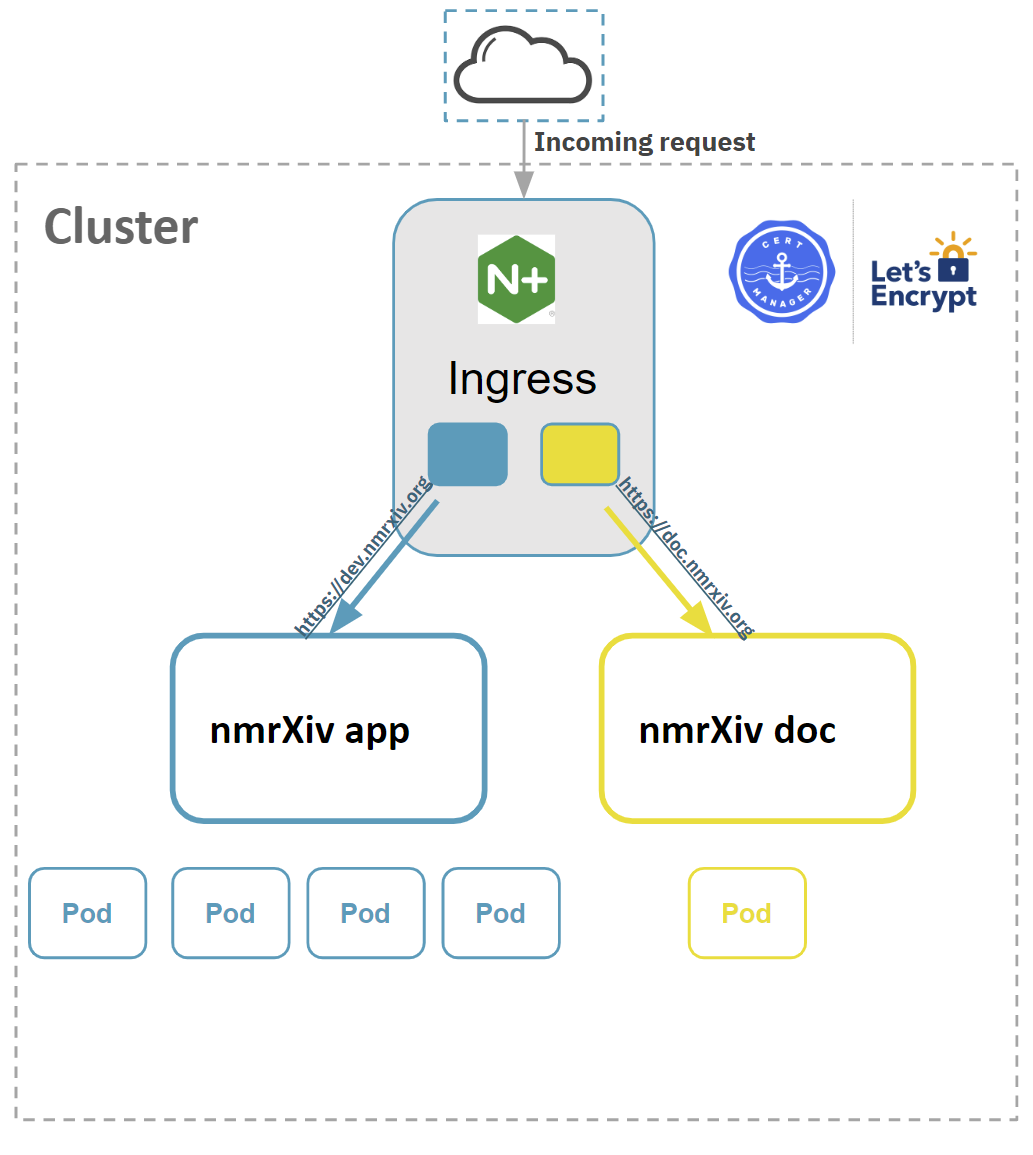 Incoming request
Cluster
N+
®
CERT
MANAGER
Let's
Encrypt
Ingress
https://dev.nmrxiv.org
https://doc.nmrxiv.org
nmrXiv app
nmrXiv doc
Pod
Pod
Pod
Pod
Pod